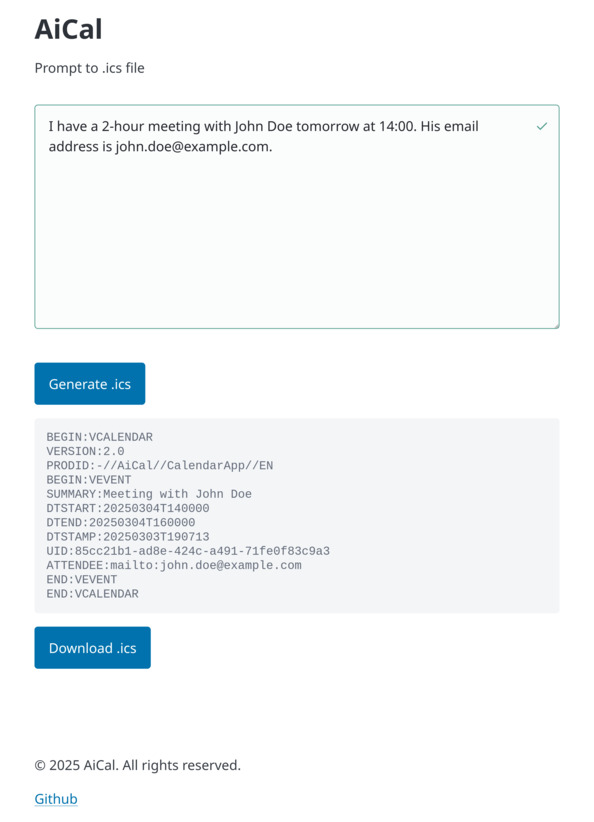 AiCal
Prompt to .ics file
I have a 2-hour meeting with John Doe tomorrow at 14:00. His email
address is john.doe@example.com.
Generate .ics
BEGIN:VCALENDAR
VERSION:2.0
PRODID:-//AiCal//CalendarApp//EN
BEGIN:VEVENT
SUMMARY:Meeting with John Doe
DTSTART:20250304T140000
DTEND:20250304T160000
DTSTAMP:20250303T190713
UID:85cc21b1-ad8e-424c-a491-71fe0f83c9a3
ATTENDEE:mailto:john.doe@example.com
END:VEVENT
END:VCALENDAR
Download .ics
© 2025 AiCal. All rights reserved.
Github